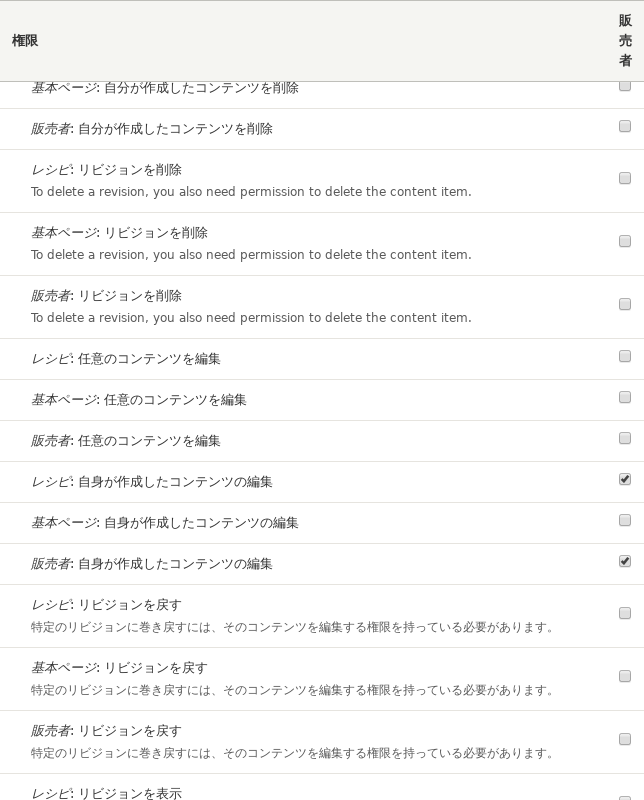 権限
販
売
者
基本ページ: 自分が作成したコンテンツを削除
販売者: 自分が作成したコンテンツを削除
レシピ: リビジョンを削除
To delete a revision, you also need permission to delete the content item.
基本ページ: リビジョンを削除
To delete a revision, you also need permission to delete the content item.
販売者: リビジョンを削除
To delete a revision, you also need permission to delete the content item.
レシピ: 任意のコンテンツを編集
基本ページ: 任意のコンテンツを編集
販売者: 任意のコンテンツを編集
レシピ: 自身が作成したコンテンツの編集
基本ページ: 自身が作成したコンテンツの編集
販売者: 自身が作成したコンテンツの編集
レシピ: リビジョンを戻す
特定のリビジョンに巻き戻すには、そのコンテンツを編集する権限を持っている必要があります。
基本ページ: リビジョンを戻す
特定のリビジョンに巻き戻すには、そのコンテンツを編集する権限を持っている必要があります。
販売者: リビジョンを戻す
特定のリビジョンに巻き戻すには、そのコンテンツを編集する権限を持っている必要があります。
レシピ: リビジョンを表示